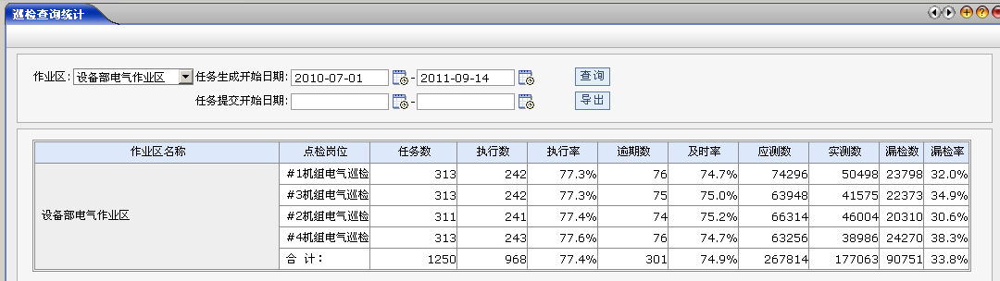 巡检查询统计
作业区: 设备部电气作业区 任务生成开始日期: 2010-07-01 - 2011-09-14 查询
任务提交开始日期: - 导出
作业区名称 点检岗位 任务数 执行数 执行率 逾期数 及时率 应测数 实测数 漏检数 漏检率
#1机组电气巡检 313 242 77.3% 76 74.7% 74296 50498 23798 32.0%
#3机组电气巡检 313 242 77.3% 75 75.0% 63948 41575 22373 34.9%
设备部电气作业区
#2机组电气巡检 311 241 77.4% 74 75.2% 66314 46004 20310 30.6%
#4机组电气巡检 313 243 77.6% 76 74.7% 63256 38986 24270 38.3%
合 计: 1250 968 77.4% 301 74.9% 267814 177063 90751 33.8%